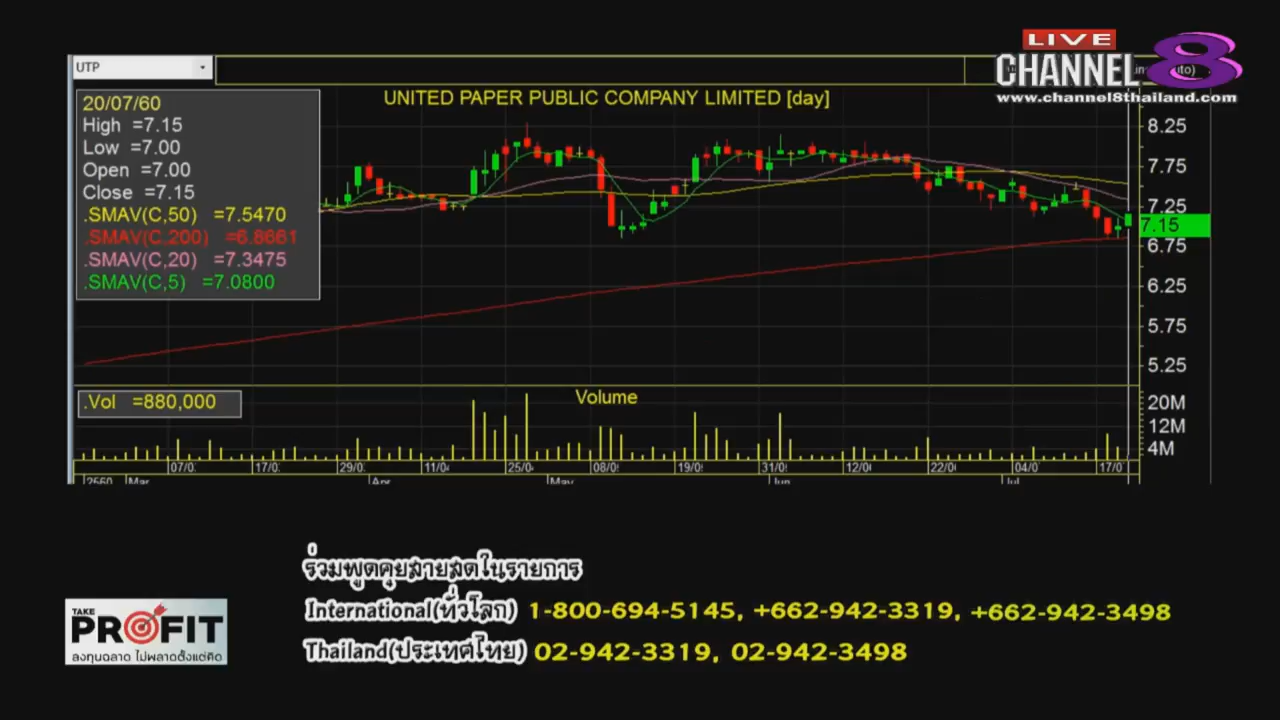 LIVE
CHANNEL 8
www.channel8thailand.com
UTP
UNITED PAPER PUBLIC COMPANY LIMITED [day]
20/07/60
High =7.15
Low =7.00
Open =7.00
Close =7.15
.SMAV(C,50) =7.5470
.SMAV(C,200) =6.8661
.SMAV(C,20) =7.3475
.SMAV(C,5) =7.0800
8.25
7.75
7.25
7.15
6.75
6.25
5.75
5.25
.Vol =880,000
Volume
20M
12M
4M
07/0 17/0 29/0 11/0 25/0 08/0 19/0 31/0 12/0 22/0 04/0 17/0
2560 Mar Apr May Jun Jul
ร่วมพูดคุยสายสดในรายการ
International(ทั่วโลก) 1-800-694-5145, +662-942-3319, +662-942-3498
Thailand(ประเทศไทย) 02-942-3319, 02-942-3498
TAKE
PROFIT
ลงทุนฉลาด ไม่พลาดตั้งแต่คิด